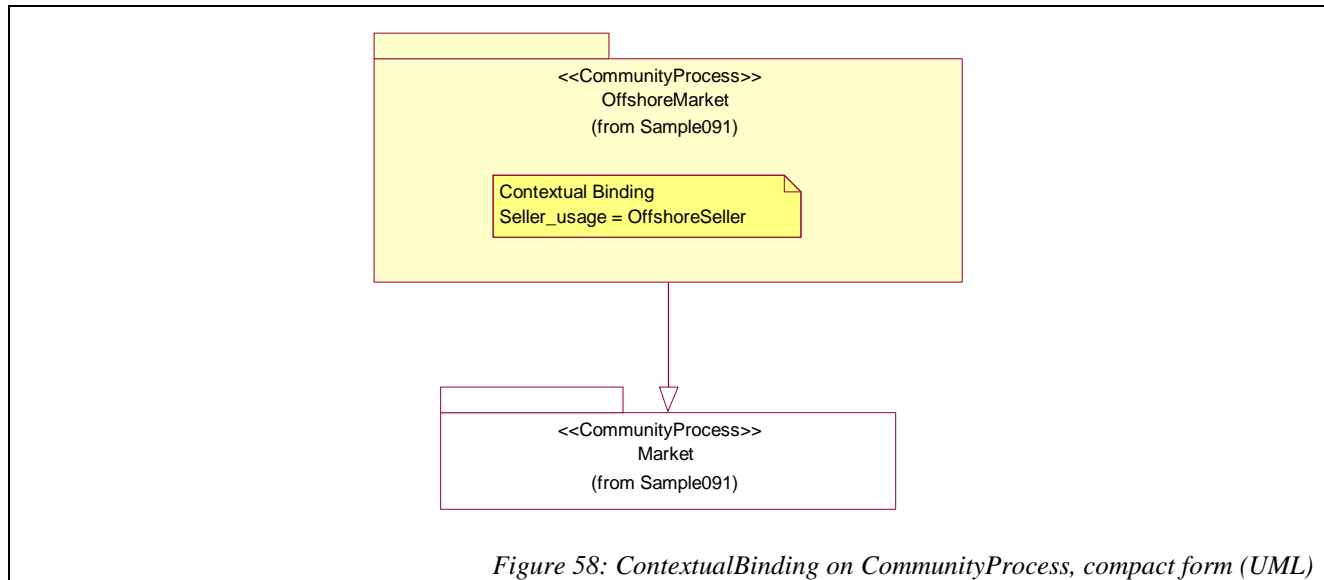 <<CommunityProcess>>
OffshoreMarket
(from Sample091)
Contextual Binding
Seller_usage = OffshoreSeller
<<CommunityProcess>>
Market
(from Sample091)
Figure 58: ContextualBinding on CommunityProcess, compact form (UML)